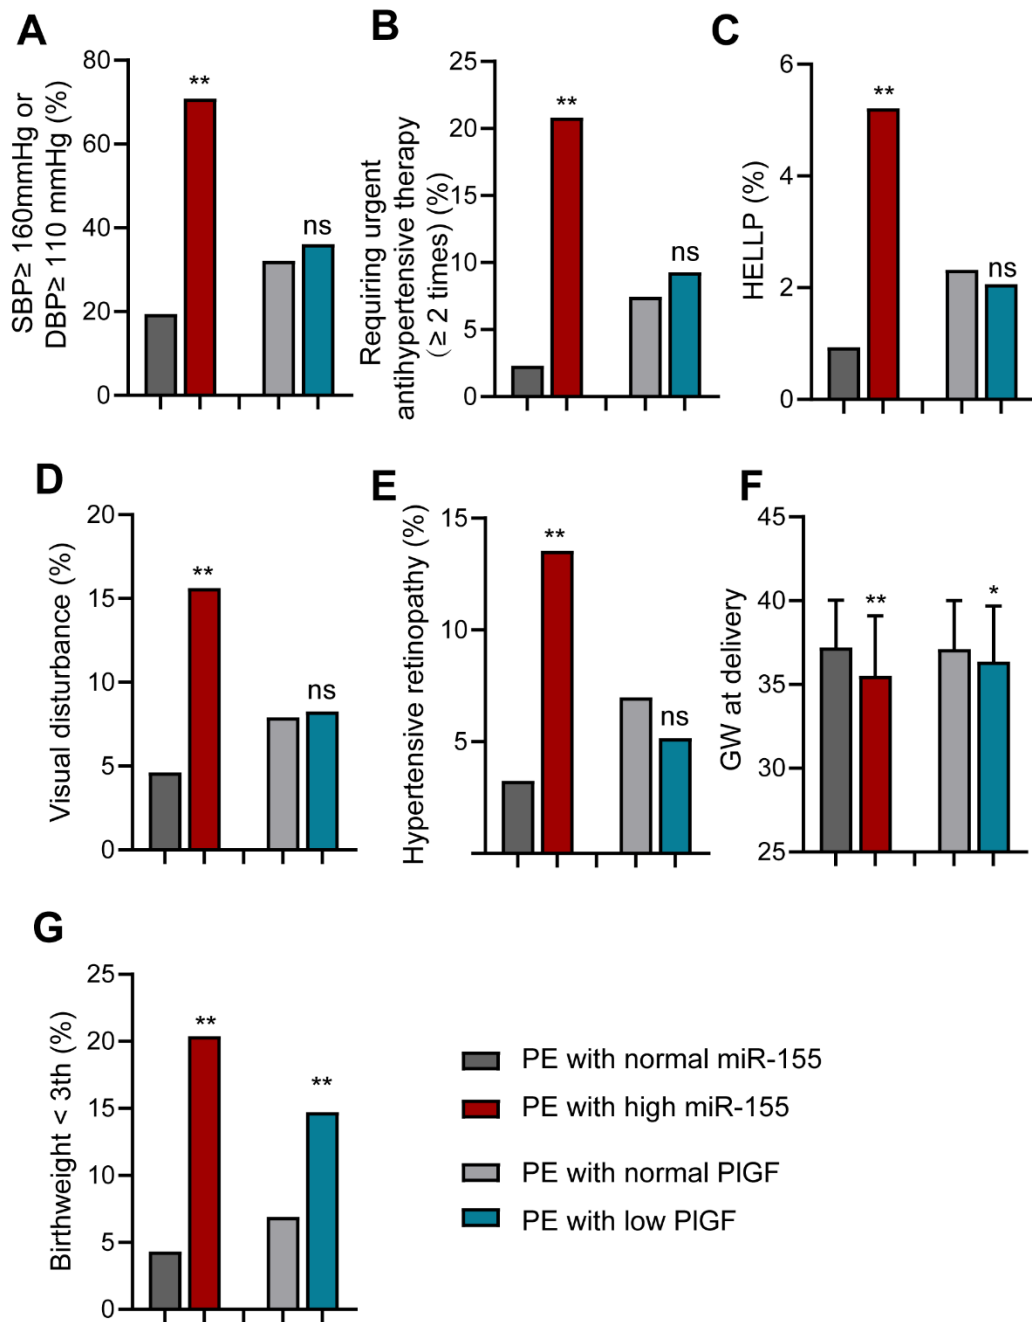 A
SBP≥ 160mmHg or
DBP≥ 110 mmHg (%)
80
60
40
20
0
**
ns
B
Requiring urgent
antihypertensive therapy
(≥ 2 times) (%)
25
20
15
10
5
0
**
ns
C
HELLP (%)
6
4
2
0
**
ns
D
Visual disturbance (%)
20
15
10
5
0
**
ns
E
Hypertensive retinopathy (%)
15
10
5
**
ns
F
GW at delivery
45
40
35
30
25
**
*
G
Birthweight < 3th (%)
25
20
15
10
5
0
**
**
PE with normal miR-155
PE with high miR-155
PE with normal PlGF
PE with low PlGF